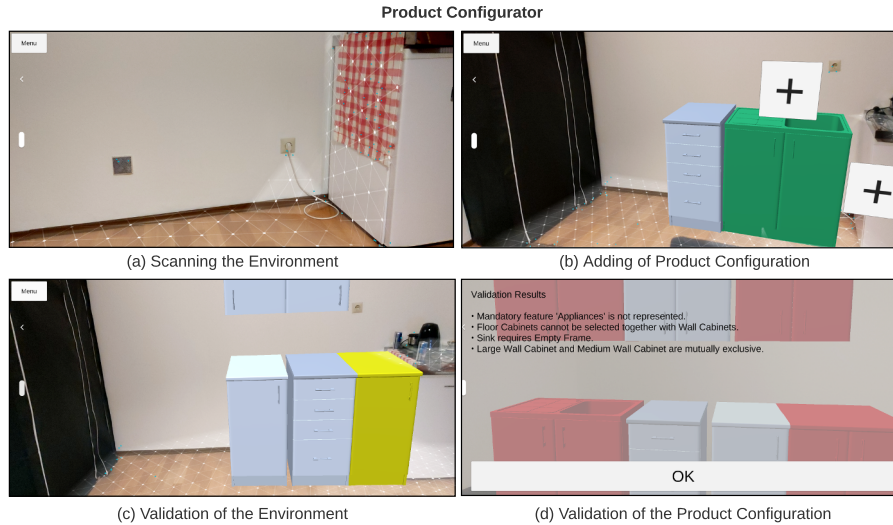 Product Configurator
Menu
Menu
(a) Scanning the Environment
(b) Adding of Product Configuration
Menu
Validation Results
• Mandatory feature 'Appliances' is not represented.
• Floor Cabinets cannot be selected together with Wall Cabinets.
• Sink requires Empty Frame.
• Large Wall Cabinet and Medium Wall Cabinet are mutually exclusive.
OK
(c) Validation of the Environment
(d) Validation of the Product Configuration